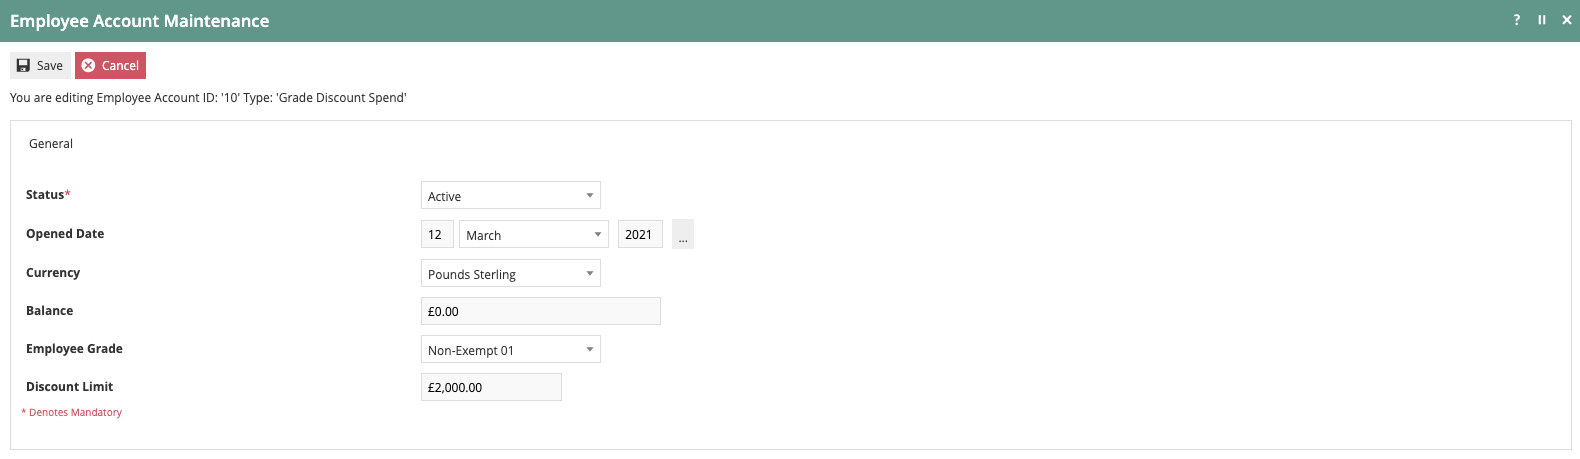 Employee Account Maintenance ? II ×
Save Cancel
You are editing Employee Account ID: '10' Type: 'Grade Discount Spend'
General
Status* Active
Opened Date 12 March 2021 ...
Currency Pounds Sterling
Balance £0.00
Employee Grade Non-Exempt 01
Discount Limit £2,000.00
* Denotes Mandatory